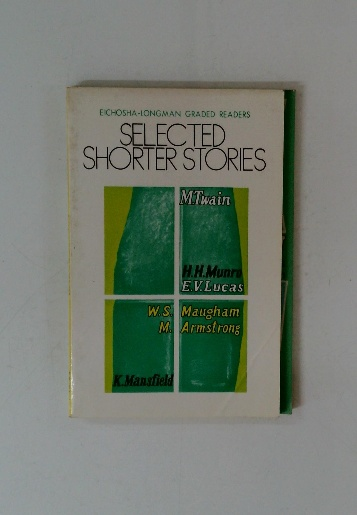 EICHOSHA-LONGMAN GRADED READERS
SELECTED
SHORTER STORIES
M.Twain
H.H.Munro
E.V.Lucas
W.S. Maugham
M. Armstrong
K.Mansfield